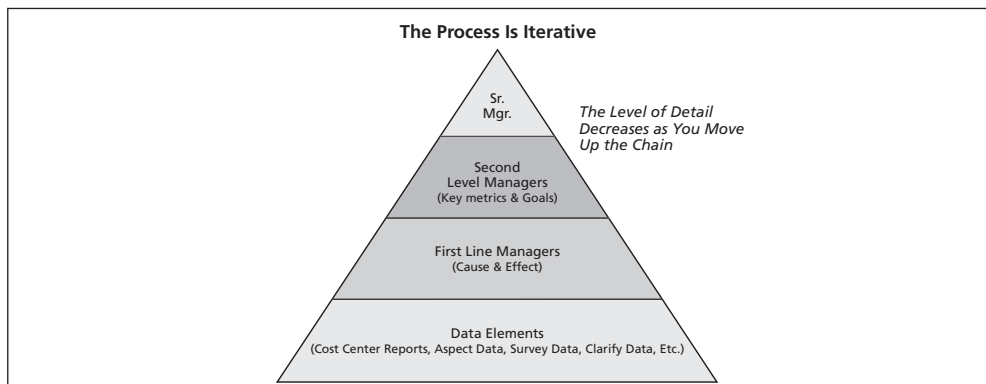 The Process Is Iterative
Sr.
Mgr.
The Level of Detail
Decreases as You Move
Up the Chain
Second
Level Managers
(Key metrics & Goals)
First Line Managers
(Cause & Effect)
Data Elements
(Cost Center Reports, Aspect Data, Survey Data, Clarify Data, Etc.)